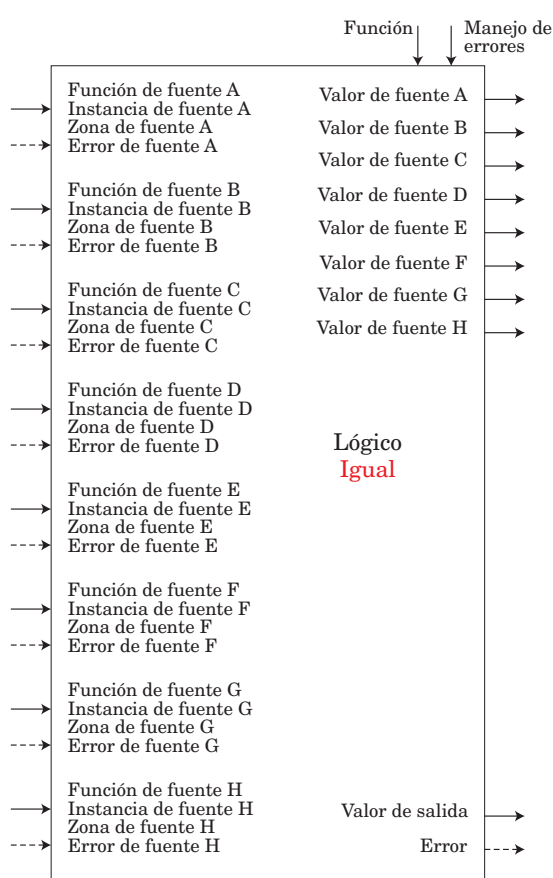 Función
Manejo de
errores
Función de fuente A
Instancia de fuente A
Zona de fuente A
Error de fuente A
Función de fuente B
Instancia de fuente B
Zona de fuente B
Error de fuente B
Función de fuente C
Instancia de fuente C
Zona de fuente C
Error de fuente C
Función de fuente D
Instancia de fuente D
Zona de fuente D
Error de fuente D
Función de fuente E
Instancia de fuente E
Zona de fuente E
Error de fuente E
Función de fuente F
Instancia de fuente F
Zona de fuente F
Error de fuente F
Función de fuente G
Instancia de fuente G
Zona de fuente G
Error de fuente G
Función de fuente H
Instancia de fuente H
Zona de fuente H
Error de fuente H
Valor de fuente A
Valor de fuente B
Valor de fuente C
Valor de fuente D
Valor de fuente E
Valor de fuente F
Valor de fuente G
Valor de fuente H
Lógico
Igual
Valor de salida
Error